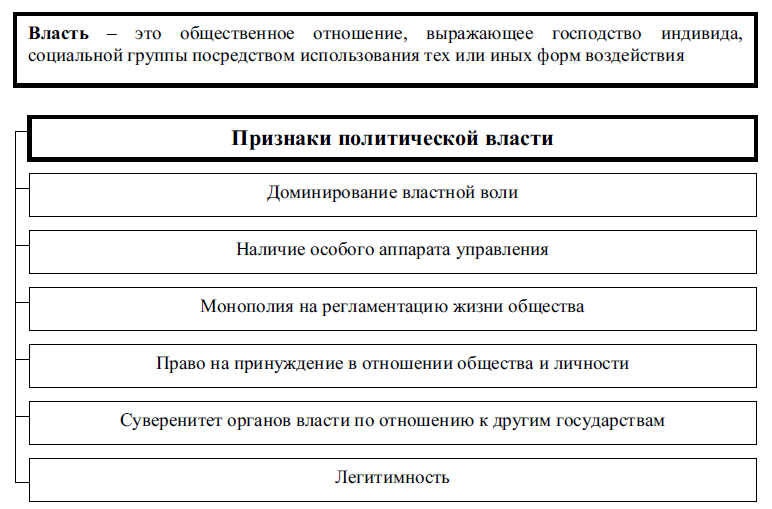 Власть – это общественное отношение, выражающее господство индивида,
социальной группы посредством использования тех или иных форм воздействия
Признаки политической власти
Доминирование властной воли
Наличие особого аппарата управления
Монополия на регламентацию жизни общества
Право на принуждение в отношении общества и личности
Суверенитет органов власти по отношению к другим государствам
Легитимность